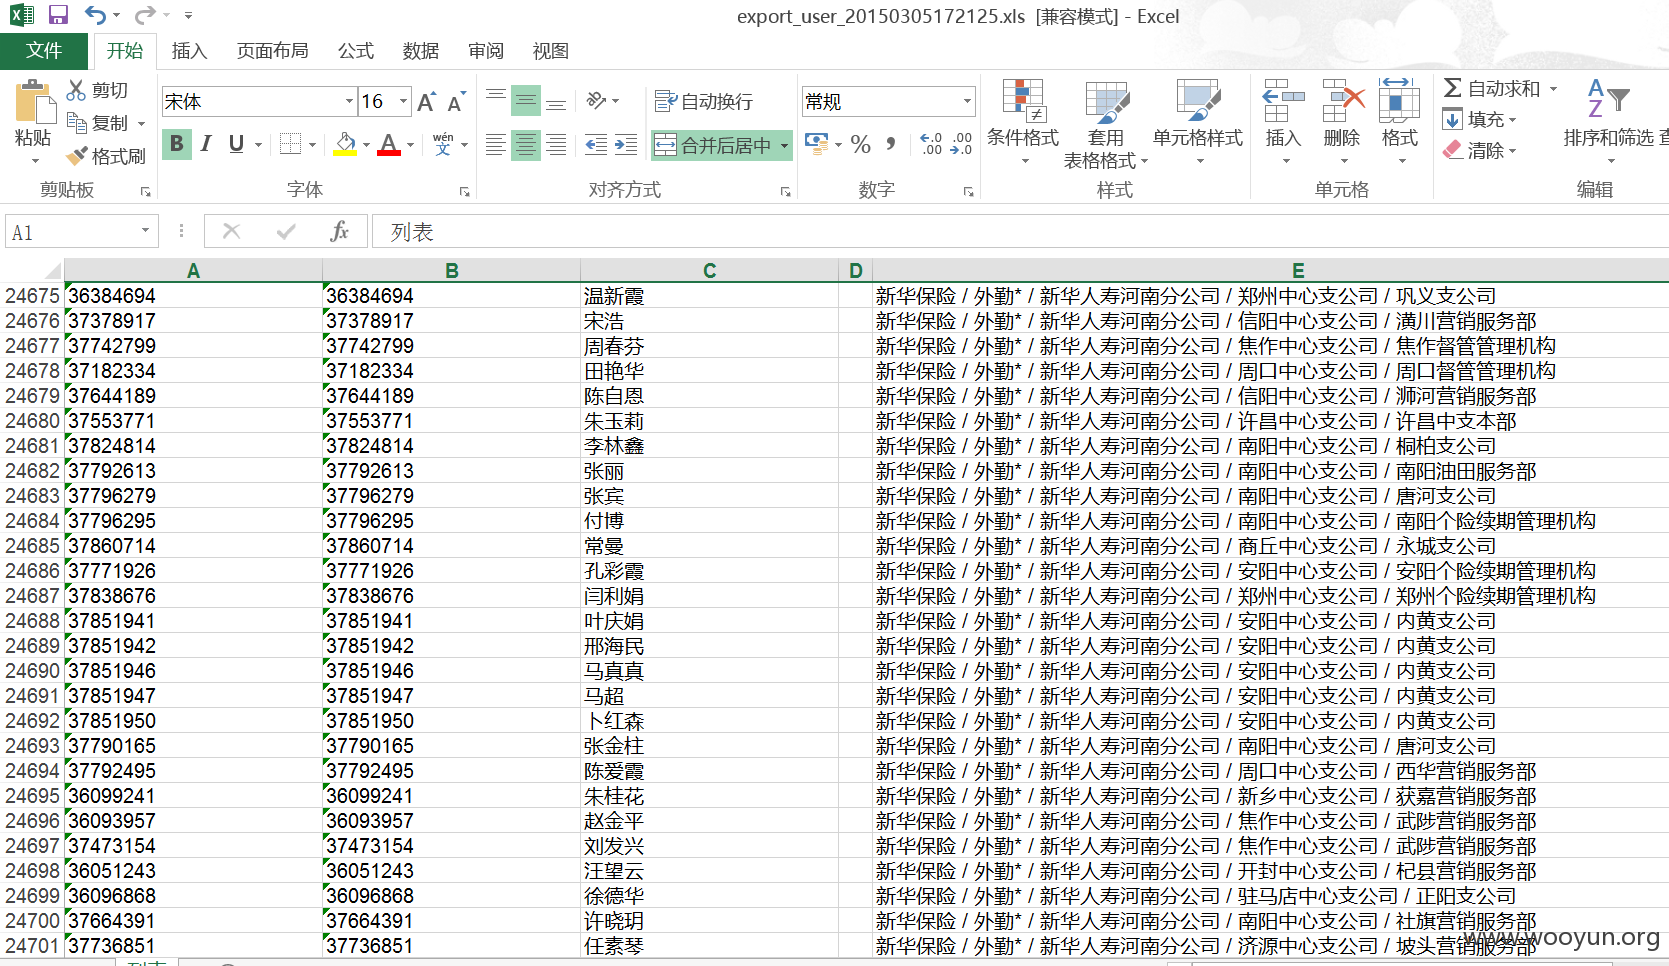 export_user_20150305172125.xls [兼容模式] - Excel
文件 开始 插入 页面布局 公式 数据 审阅 视图
粘贴 剪切 复制 格式刷 剪贴板
宋体 16 A A B I U A wén 文 字体
自动换行 合并后居中 对齐方式
常规 % , .0 .00 .00 .0 数字
条件格式 套用 表格格式 单元格样式 样式
插入 删除 格式 单元格
自动求和 填充 清除 A Z 排序和筛选 编辑
A1 fx 列表
A B C D E
24675 36384694 36384694 温新霞 新华保险 / 外勤* / 新华人寿河南分公司 / 郑州中心支公司 / 巩义支公司
24676 37378917 37378917 宋浩 新华保险 / 外勤* / 新华人寿河南分公司 / 信阳中心支公司 / 潢川营销服务部
24677 37742799 37742799 周春芬 新华保险 / 外勤* / 新华人寿河南分公司 / 焦作中心支公司 / 焦作督管管理机构
24678 37182334 37182334 田艳华 新华保险 / 外勤* / 新华人寿河南分公司 / 周口中心支公司 / 周口督管管理机构
24679 37644189 37644189 陈自恩 新华保险 / 外勤* / 新华人寿河南分公司 / 信阳中心支公司 / 浉河营销服务部
24680 37553771 37553771 朱玉莉 新华保险 / 外勤* / 新华人寿河南分公司 / 许昌中心支公司 / 许昌中支本部
24681 37824814 37824814 李林鑫 新华保险 / 外勤* / 新华人寿河南分公司 / 南阳中心支公司 / 桐柏支公司
24682 37792613 37792613 张丽 新华保险 / 外勤* / 新华人寿河南分公司 / 南阳中心支公司 / 南阳油田服务部
24683 37796279 37796279 张宾 新华保险 / 外勤* / 新华人寿河南分公司 / 南阳中心支公司 / 唐河支公司
24684 37796295 37796295 付博 新华保险 / 外勤* / 新华人寿河南分公司 / 南阳中心支公司 / 南阳个险续期管理机构
24685 37860714 37860714 常曼 新华保险 / 外勤* / 新华人寿河南分公司 / 商丘中心支公司 / 永城支公司
24686 37771926 37771926 孔彩霞 新华保险 / 外勤* / 新华人寿河南分公司 / 安阳中心支公司 / 安阳个险续期管理机构
24687 37838676 37838676 闫利娟 新华保险 / 外勤* / 新华人寿河南分公司 / 郑州中心支公司 / 郑州个险续期管理机构
24688 37851941 37851941 叶庆娟 新华保险 / 外勤* / 新华人寿河南分公司 / 安阳中心支公司 / 内黄支公司
24689 37851942 37851942 邢海民 新华保险 / 外勤* / 新华人寿河南分公司 / 安阳中心支公司 / 内黄支公司
24690 37851946 37851946 马真真 新华保险 / 外勤* / 新华人寿河南分公司 / 安阳中心支公司 / 内黄支公司
24691 37851947 37851947 马超 新华保险 / 外勤* / 新华人寿河南分公司 / 安阳中心支公司 / 内黄支公司
24692 37851950 37851950 卜红森 新华保险 / 外勤* / 新华人寿河南分公司 / 安阳中心支公司 / 内黄支公司
24693 37790165 37790165 张金柱 新华保险 / 外勤* / 新华人寿河南分公司 / 南阳中心支公司 / 唐河支公司
24694 37792495 37792495 陈爱霞 新华保险 / 外勤* / 新华人寿河南分公司 / 周口中心支公司 / 西华营销服务部
24695 36099241 36099241 朱桂花 新华保险 / 外勤* / 新华人寿河南分公司 / 新乡中心支公司 / 获嘉营销服务部
24696 36093957 36093957 赵金平 新华保险 / 外勤* / 新华人寿河南分公司 / 焦作中心支公司 / 武陟营销服务部
24697 37473154 37473154 刘发兴 新华保险 / 外勤* / 新华人寿河南分公司 / 焦作中心支公司 / 武陟营销服务部
24698 36051243 36051243 汪望云 新华保险 / 外勤* / 新华人寿河南分公司 / 开封中心支公司 / 杞县营销服务部
24699 36096868 36096868 徐德华 新华保险 / 外勤* / 新华人寿河南分公司 / 驻马店中心支公司 / 正阳支公司
24700 37664391 37664391 许晓玥 新华保险 / 外勤* / 新华人寿河南分公司 / 南阳中心支公司 / 社旗营销服务部
24701 37736851 37736851 任素琴 新华保险 / 外勤* / 新华人寿河南分公司 / 济源中心支公司 / 坡头营销服务部
www.wooyun.org
列表